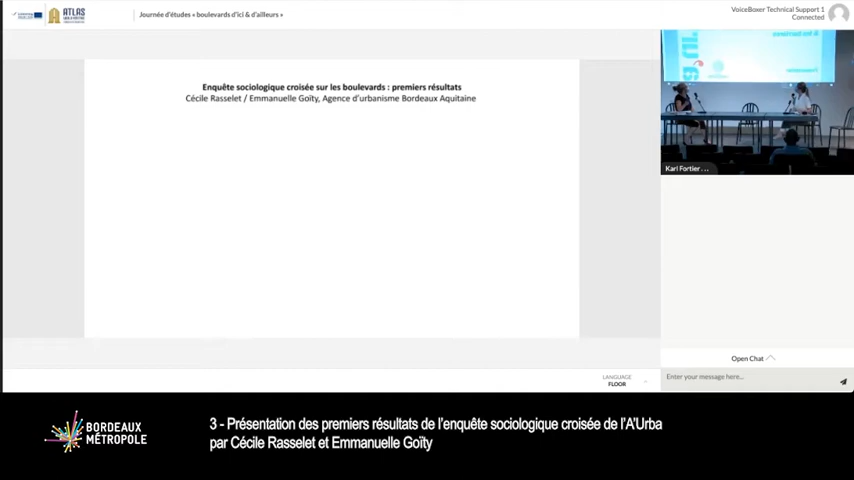 ATLAS
Journée d'études « boulevards d'ici & d'ailleurs »
VoiceBoxer Technical Support 1
Connected
Enquête sociologique croisée sur les boulevards : premiers résultats
Cécile Rasselet / Emmanuelle Goïty, Agence d'urbanisme Bordeaux Aquitaine
Karl Fortier ...
Open Chat
LANGUAGE
FLOOR
Enter your message here...
BORDEAUX
MÉTROPOLE
3 - Présentation des premiers résultats de l'enquête sociologique croisée de l'A'Urba
par Cécile Rasselet et Emmanuelle Goïty